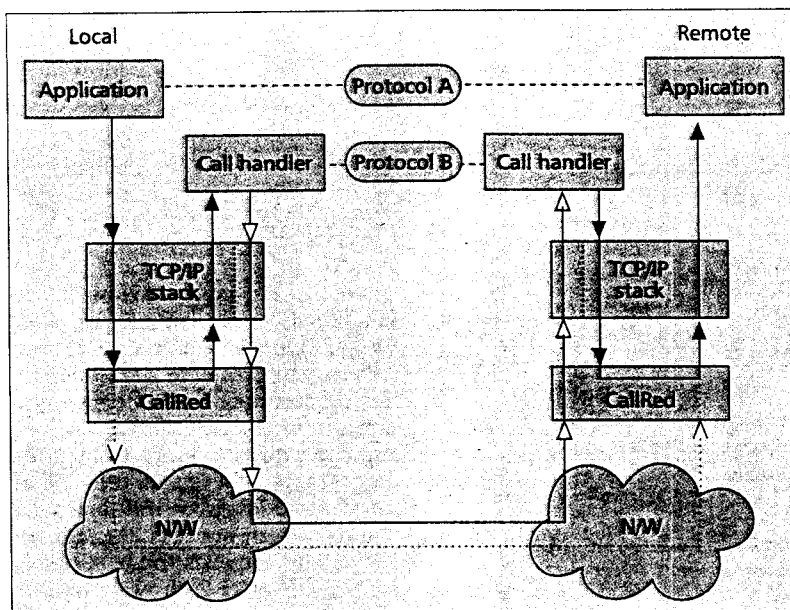 Local
Remote
Application
Protocol A
Application
Call handler
Protocol B
Call handler
TCP/IP
stack
TCP/IP
stack
CallRed
CallRed
N/W
N/W